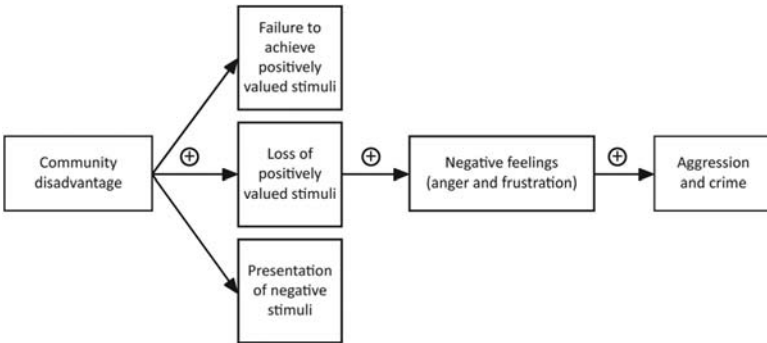 Failure to
achieve
positively
valued stimuli
Community
disadvantage
+
Loss of
positively
valued stimuli
+
Negative feelings
(anger and frustration)
+
Aggression
and crime
Presentation
of negative
stimuli